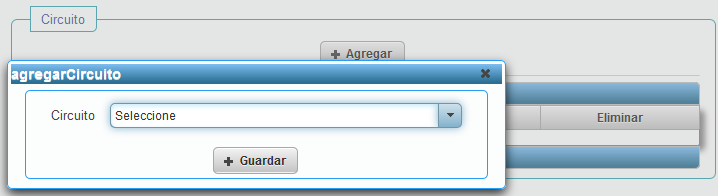 Circuito
Agregar
agregarCircuito
Circuito Seleccione
Eliminar
Guardar